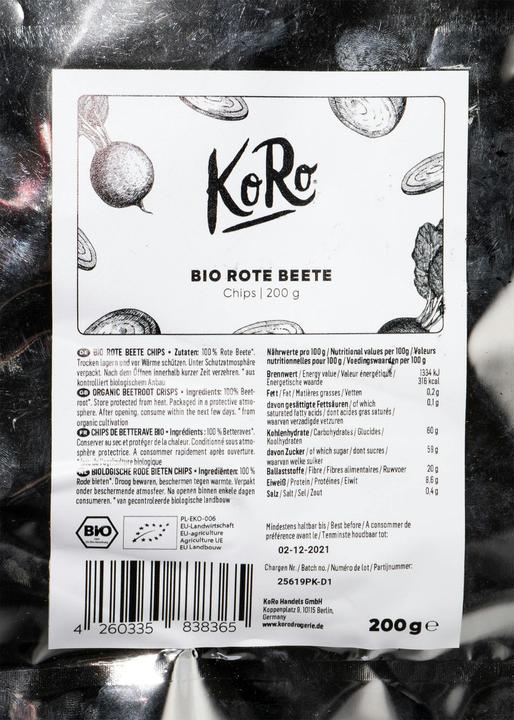 KoRo
BIO ROTE BEETE
Chips | 200 g
DE BIO ROTE BEETE CHIPS • Zutaten: 100 % Rote Beete*.
Trocken lagern und vor Wärme schützen. Unter Schutzatmosphäre
verpackt. Nach dem Öffnen innerhalb kurzer Zeit verzehren. * aus
kontrolliert biologischem Anbau
GB ORGANIC BEETROOT CRISPS • Ingredients: 100% Beet-
root*. Store protected from heat. Packaged in a protective atmo-
sphere. After opening, consume within the next few days. * from
organic cultivation
FR CHIPS DE BETTERAVE BIO • Ingrédients : 100 % Betteraves*.
Conserver au sec et protéger de la chaleur. Conditionné sous atmo-
sphère protectrice. A consommer rapidement après ouverture.
biologique
BIOLOGISCHE RODE BIETEN CHIPS • Ingrediënten: 100 %
Rode bieten*. Droog bewaren, beschermen tegen warmte. Verpakt
onder beschermende atmosfeer. Na openen binnen enkele dagen
consumeren. * van gecontroleerde biologische landbouw
Nährwerte pro 100 g / Nutritional values per 100g / Valeurs
nutritionnelles pour 100 g / Voedingswaarden per 100 g
Brennwert / Energy value / Valeur énergétique / 1334 kJ
Energetische waarde 316 kcal
Fett / Fat / Matières grasses / Vetten 0,2g
davon gesättigte Fettsäuren / of which 0,1 g
saturated fatty acids / dont acides gras saturés /
waarvan verzadigde vetzuren
Kohlenhydrate / Carbohydrates / Glucides / 60 g
Koolhydraten
davon Zucker / of which sugar / dont sucres / 59 g
waarvan welke suiker
Ballaststoffe / Fibre / Fibres alimentaires / Ruwvoer 20 g
Eiweiß / Protein / Protéines / Eiwit 8,6 g
Salz / Salt / Sel / Zout 0,4 g
Bio
PL-EKO-006
EU-Landwirtschaft
EU-agriculture
Agriculture UE
EU Landbouw
Mindestens haltbar bis / Best before / A consommer de
préférence avant le / Tenminste houdbaar tot:
02-12-2021
Chargen Nr. / Batch no. / Numéro de lot / Partijnummer:
25619PK-D1
4 260335 838365
KoRo Handels GmbH
Koppenplatz 9, 10115 Berlin,
Germany
www.korodrogerie.de
200 g e